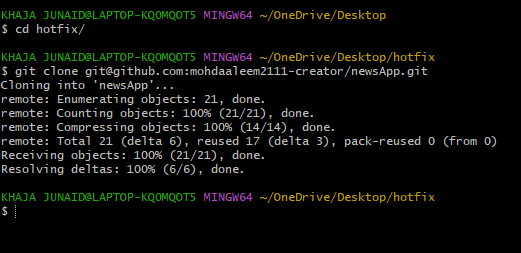 KHAJA JUNAID@LAPTOP-KQOMQOT5 MINGW64 ~/OneDrive/Desktop
$ cd hotfix/
KHAJA JUNAID@LAPTOP-KQOMQOT5 MINGW64 ~/OneDrive/Desktop/hotfix
$ git clone git@github.com:mohdaaleem2111-creator/newsApp.git
Cloning into 'newsApp'...
remote: Enumerating objects: 21, done.
remote: Counting objects: 100% (21/21), done.
remote: Compressing objects: 100% (14/14), done.
remote: Total 21 (delta 6), reused 17 (delta 3), pack-reused 0 (from 0)
Receiving objects: 100% (21/21), done.
Resolving deltas: 100% (6/6), done.
KHAJA JUNAID@LAPTOP-KQOMQOT5 MINGW64 ~/OneDrive/Desktop/hotfix
$